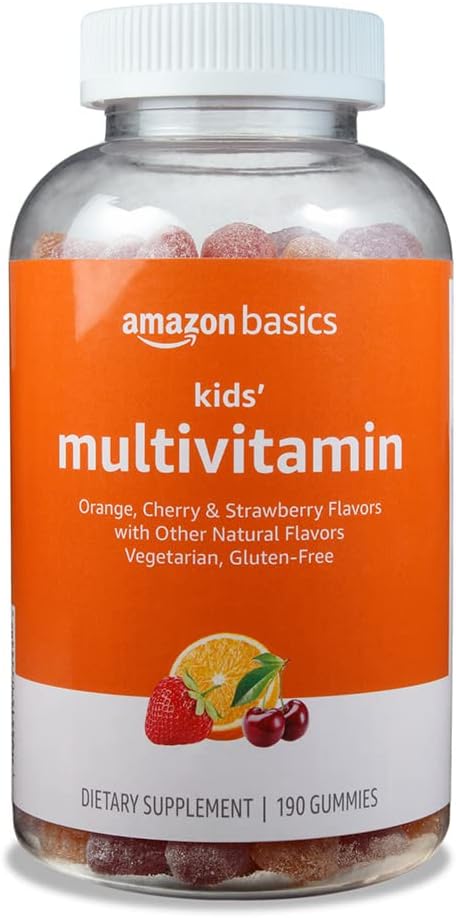 amazon basics
kids’
multivitamin
Orange, Cherry & Strawberry Flavors
with Other Natural Flavors
Vegetarian, Gluten-Free
DIETARY SUPPLEMENT | 190 GUMMIES